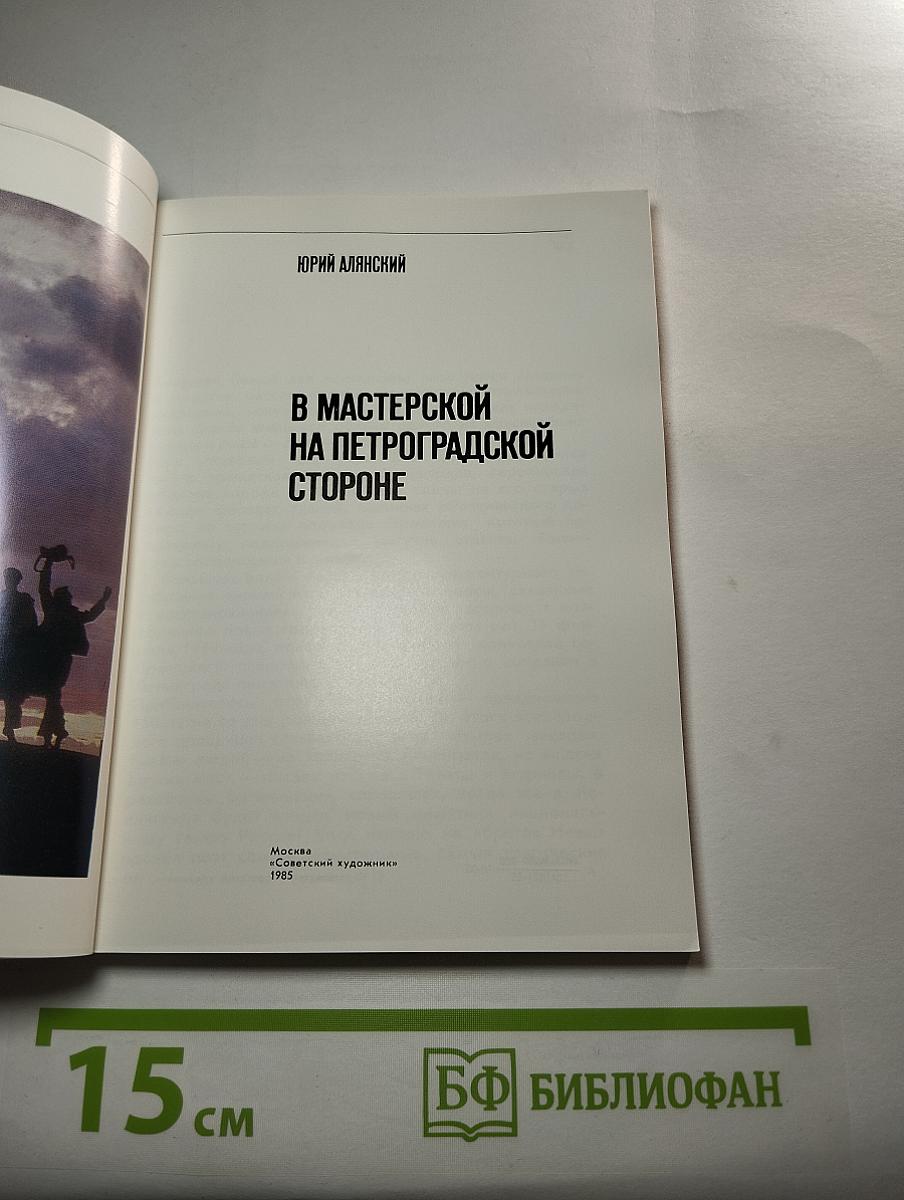 ЮРИЙ АЛЯНСКИЙ
В МАСТЕРСКОЙ
НА ПЕТРОГРАДСКОЙ
СТОРОНЕ
Москва
«Советский художник»
1985
15 см
БФ БИБЛИОФАН